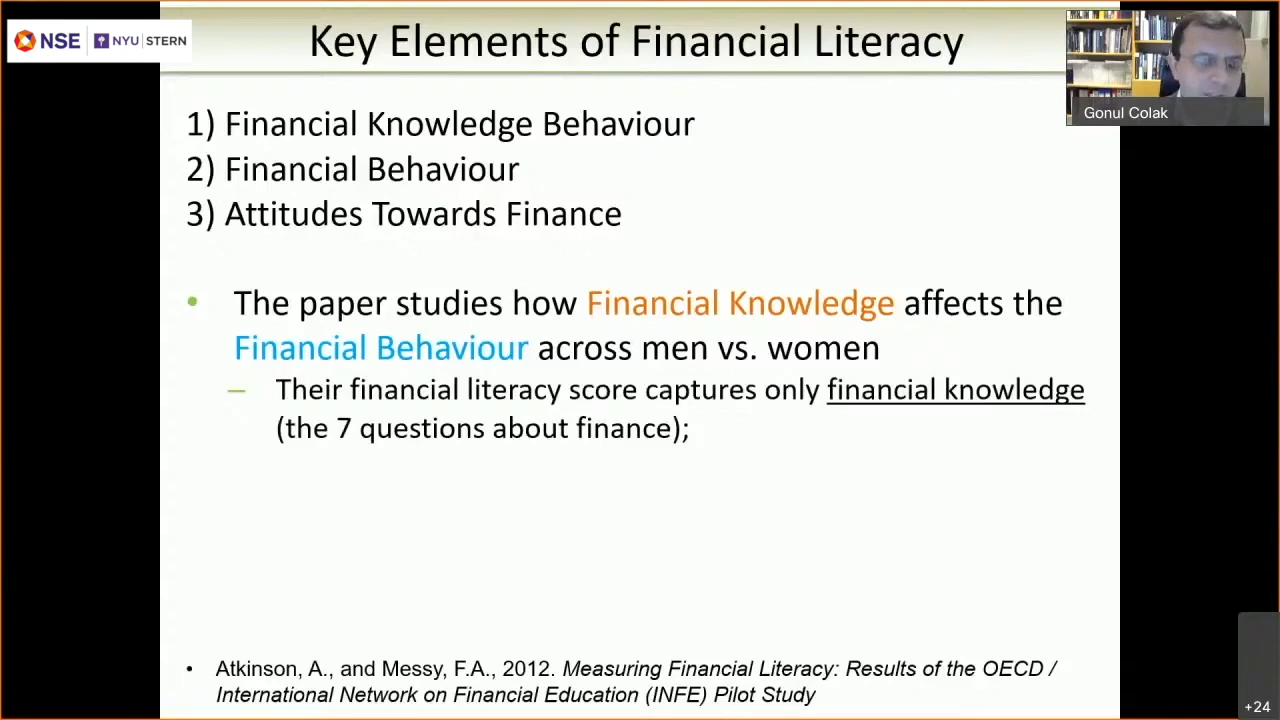 NSE NYU STERN
Key Elements of Financial Literacy
Gonul Colak
1) Financial Knowledge Behaviour
2) Financial Behaviour
3) Attitudes Towards Finance
• The paper studies how Financial Knowledge affects the
Financial Behaviour across men vs. women
– Their financial literacy score captures only financial knowledge
(the 7 questions about finance);
• Atkinson, A., and Messy, F.A., 2012. Measuring Financial Literacy: Results of the OECD /
International Network on Financial Education (INFE) Pilot Study
+24